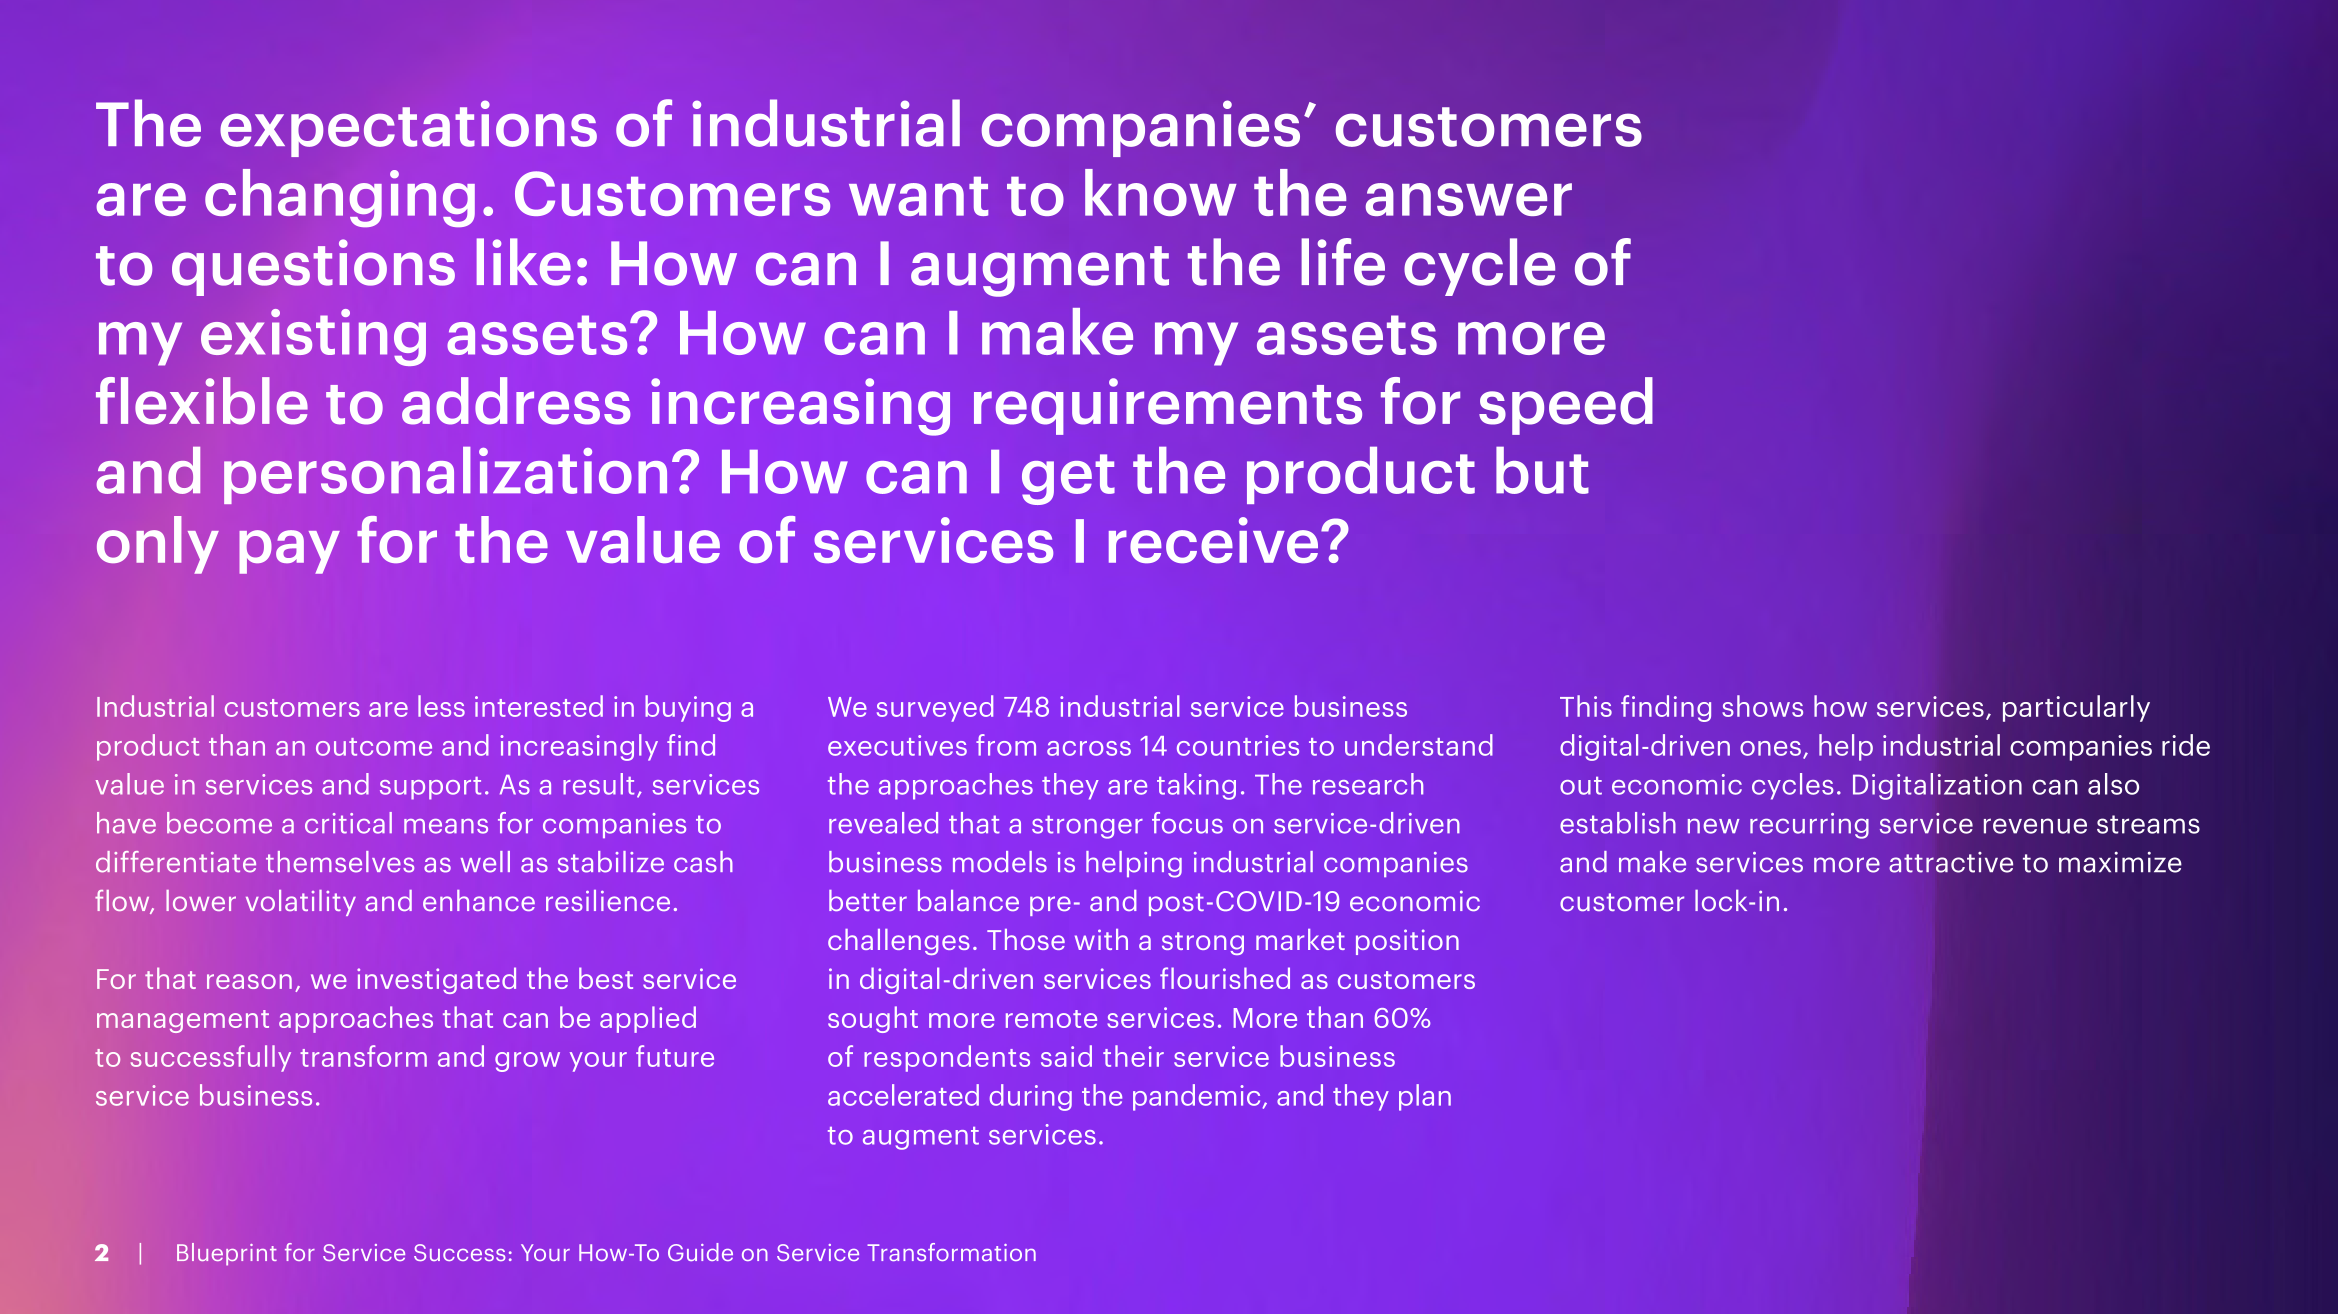 The expectations of industrial companies’ customers
are changing. Customers want to know the answer
to questions like: How can I augment the life cycle of
my existing assets? How can I make my assets more
flexible to address increasing requirements for speed
and personalization? How can I get the product but
only pay for the value of services I receive?
Industrial customers are less interested in buying a
product than an outcome and increasingly find
value in services and support. As a result, services
have become a critical means for companies to
differentiate themselves as well as stabilize cash
flow, lower volatility and enhance resilience.
For that reason, we investigated the best service
management approaches that can be applied
to successfully transform and grow your future
service business.
We surveyed 748 industrial service business
executives from across 14 countries to understand
the approaches they are taking. The research
revealed that a stronger focus on service-driven
business models is helping industrial companies
better balance pre- and post-COVID-19 economic
challenges. Those with a strong market position
in digital-driven services flourished as customers
sought more remote services. More than 60%
of respondents said their service business
accelerated during the pandemic, and they plan
to augment services.
This finding shows how services, particularly
digital-driven ones, help industrial companies ride
out economic cycles. Digitalization can also
establish new recurring service revenue streams
and make services more attractive to maximize
customer lock-in.
2 | Blueprint for Service Success: Your How-To Guide on Service Transformation